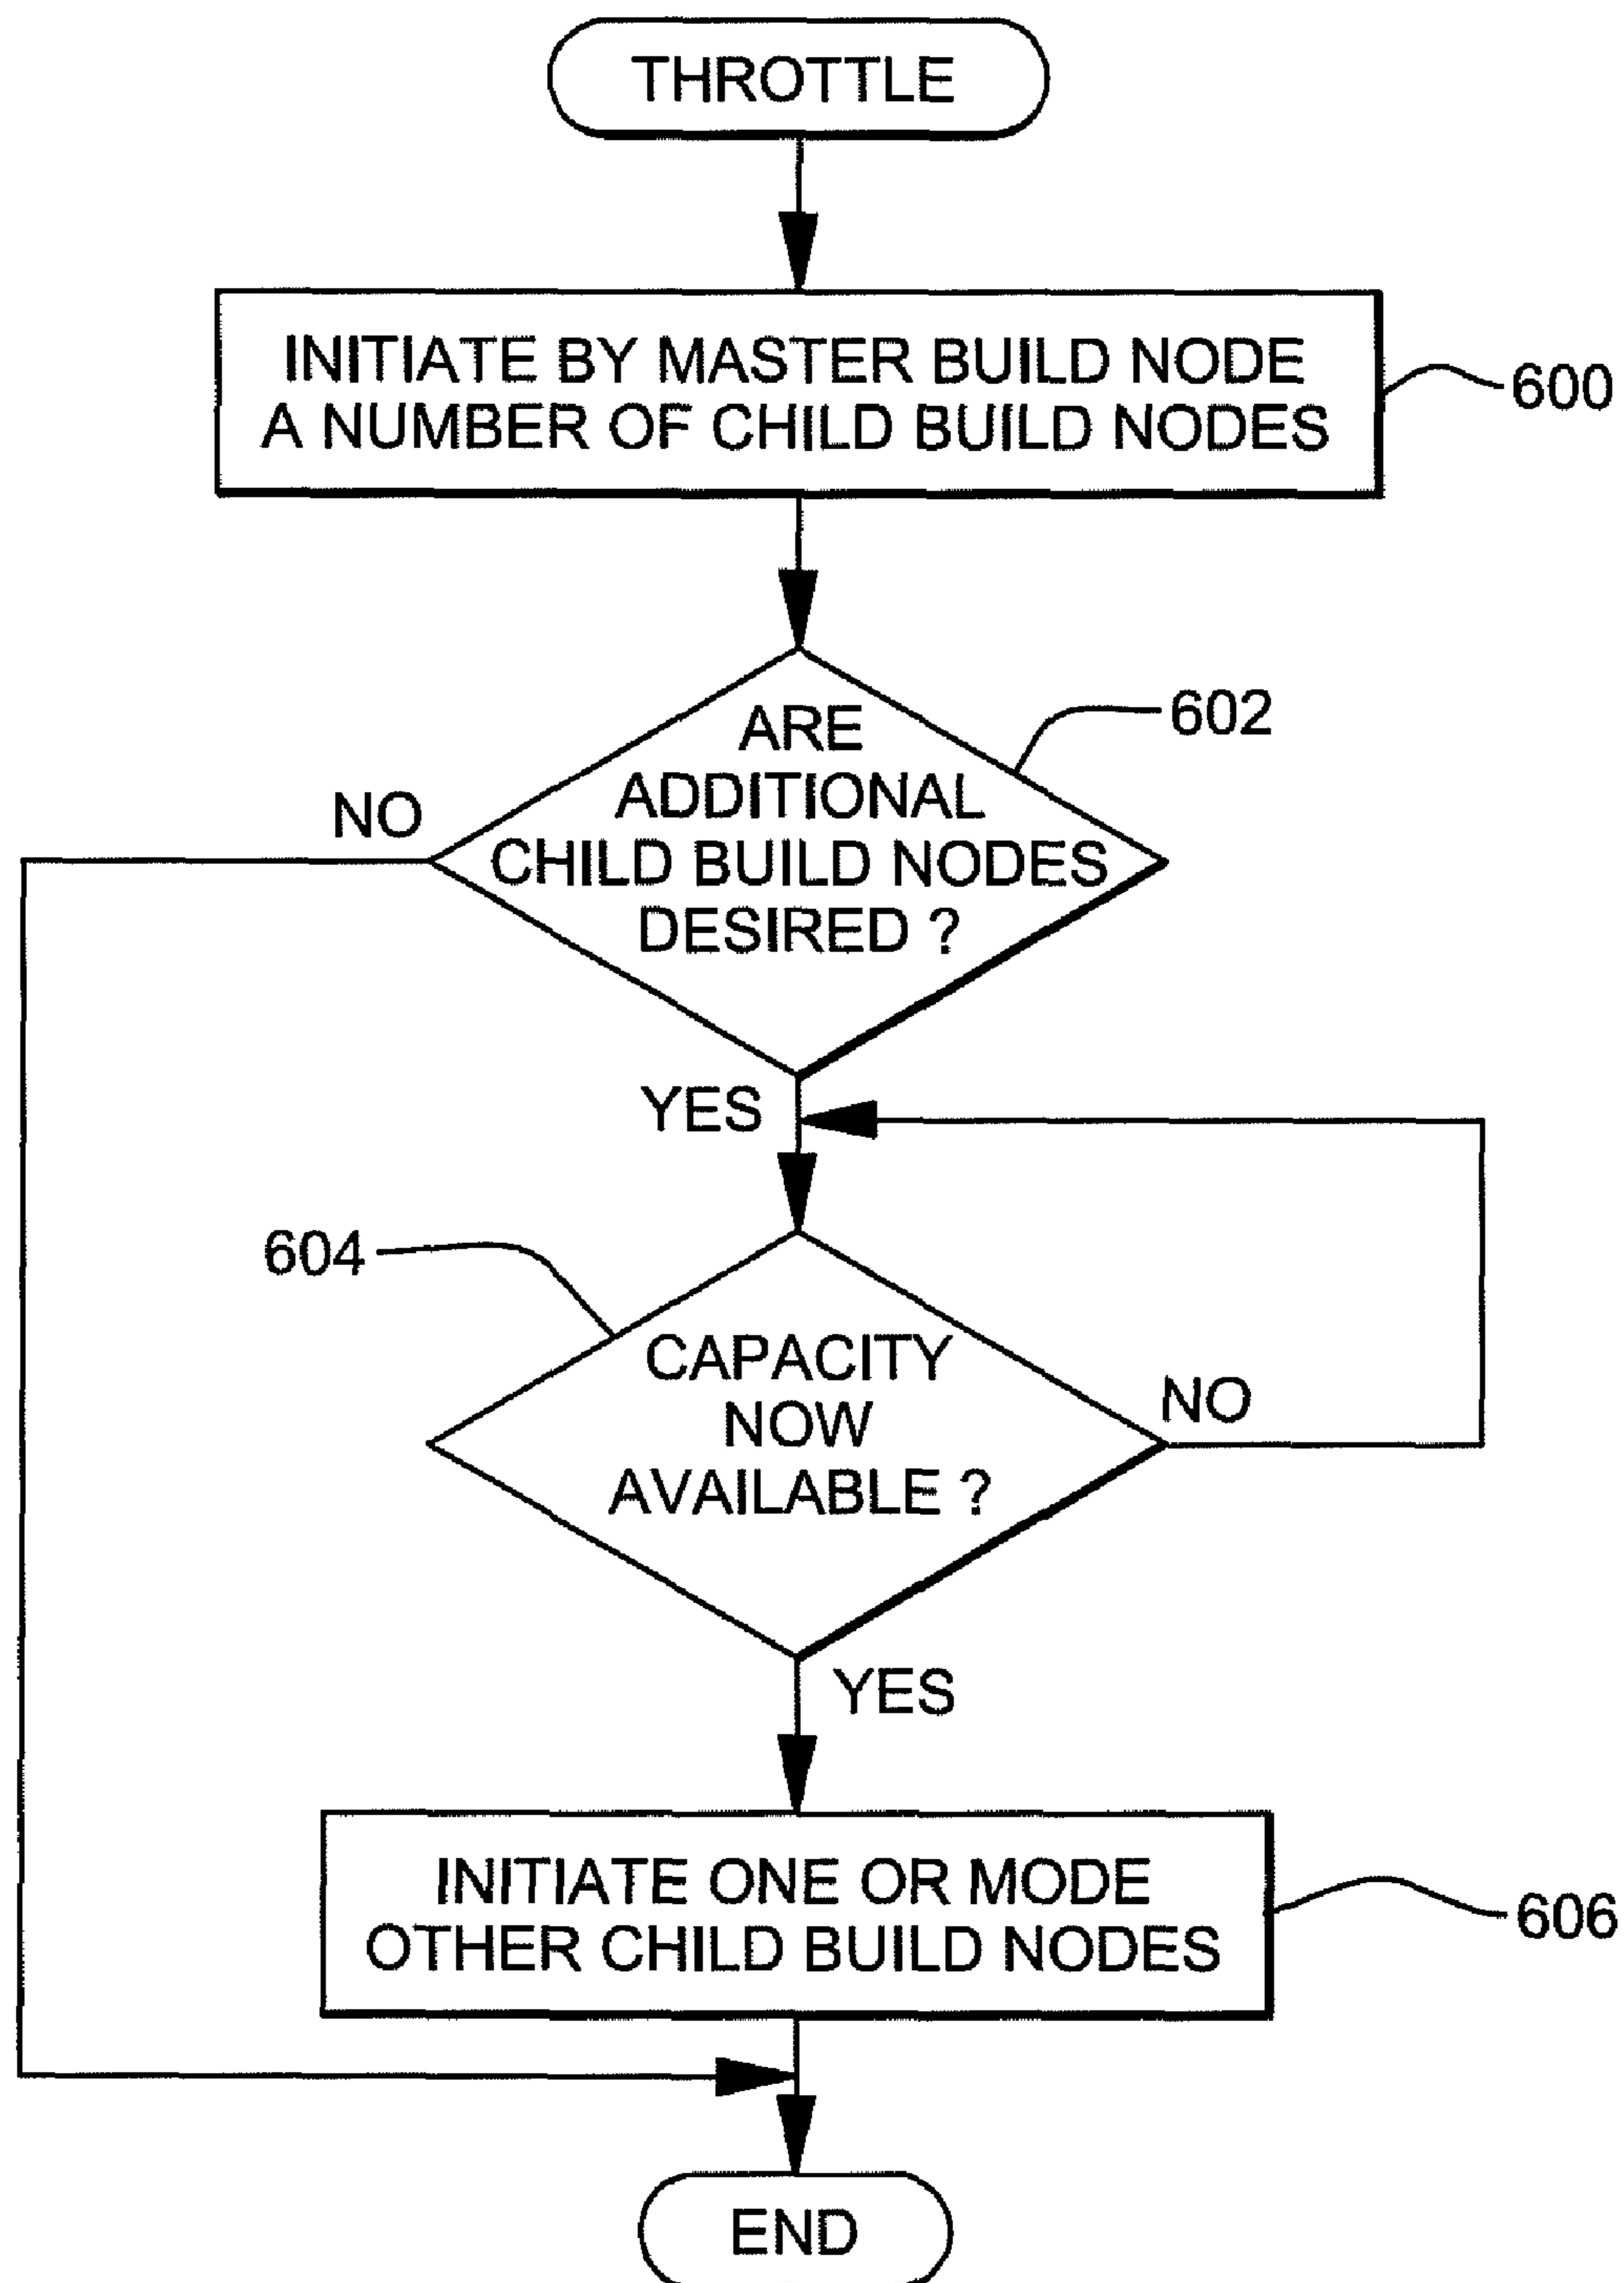 THROTTLE
INITIATE BY MASTER BUILD NODE
A NUMBER OF CHILD BUILD NODES
600
602
ARE
ADDITIONAL
CHILD BUILD NODES
DESIRED ?
NO
YES
604
CAPACITY
NOW
AVAILABLE ?
NO
YES
INITIATE ONE OR MODE
OTHER CHILD BUILD NODES
606
END